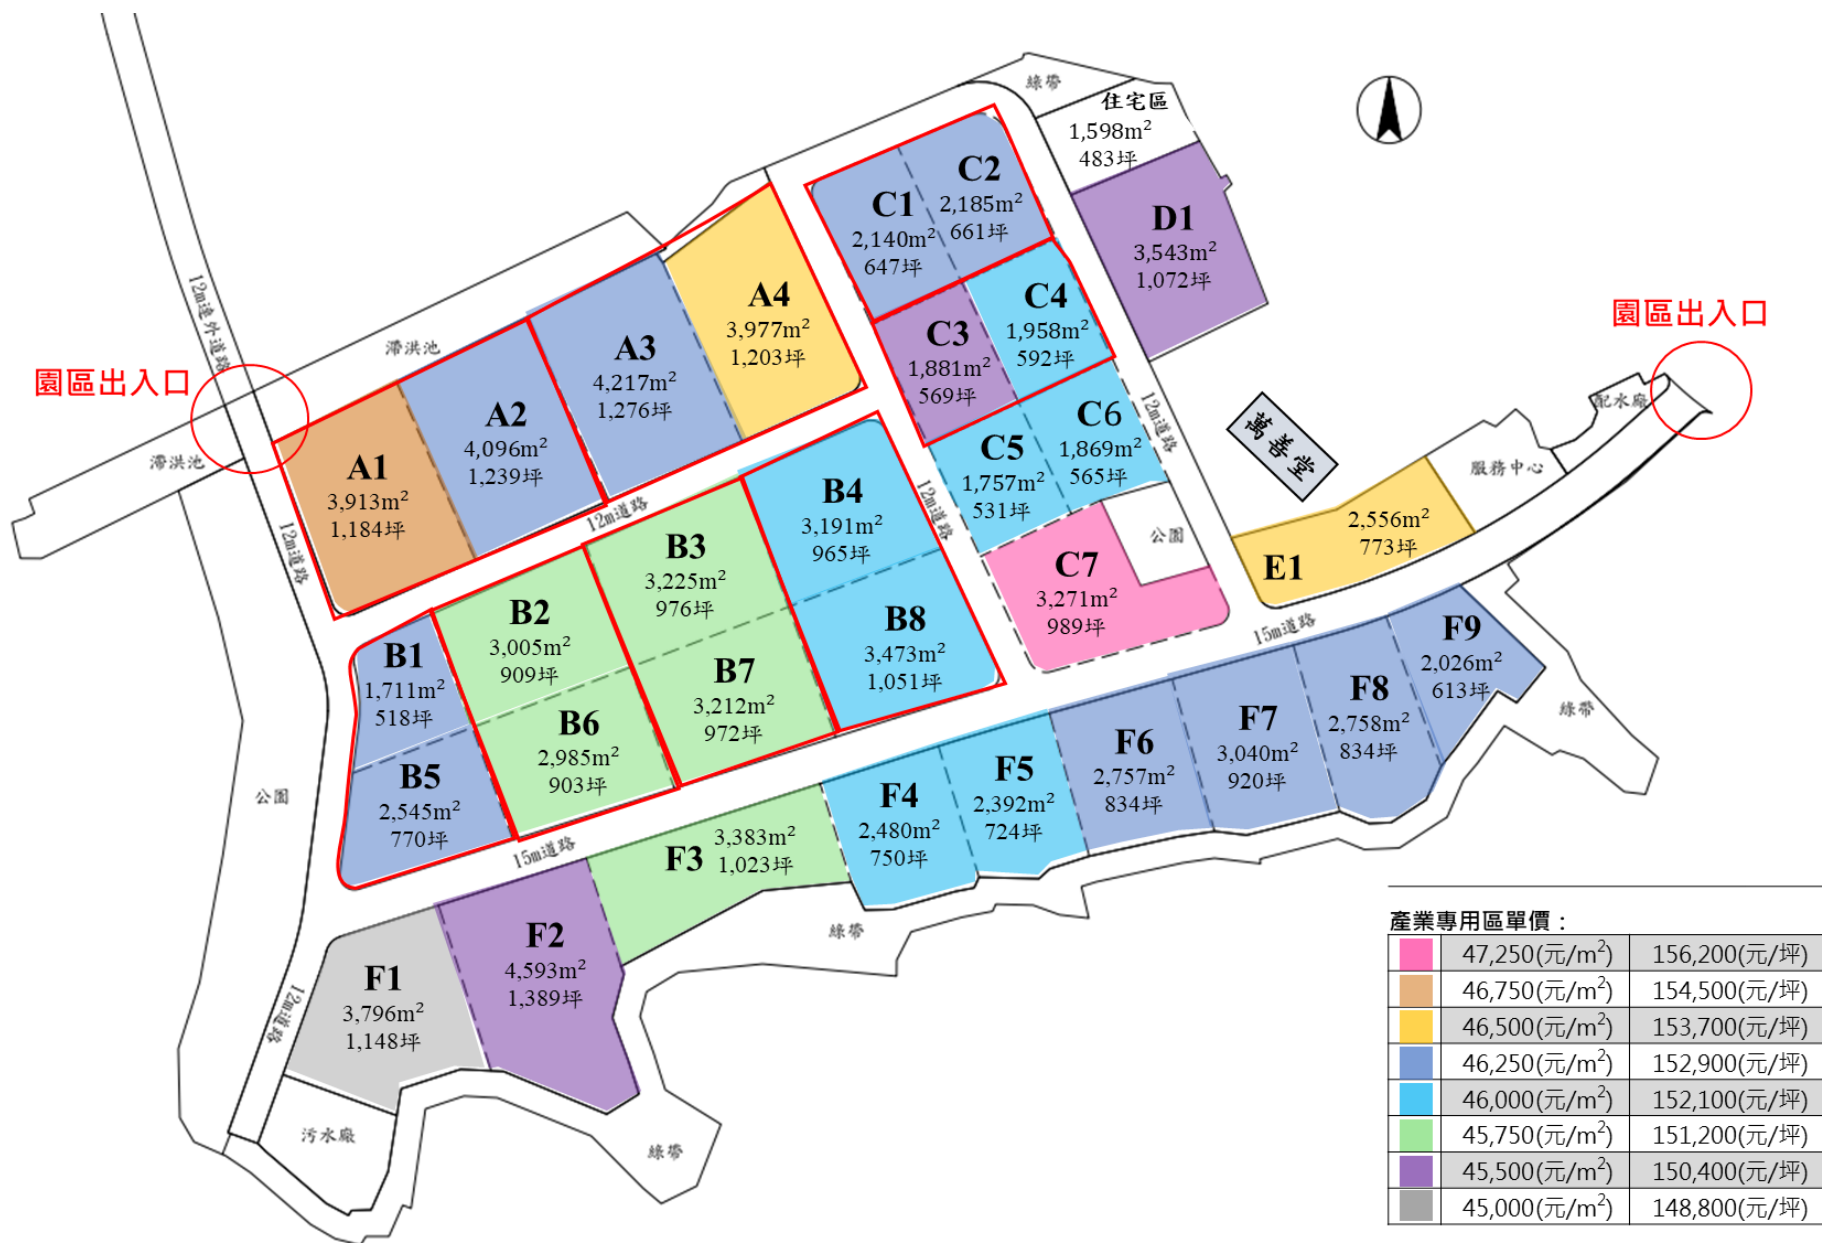 綠帶
住宅區
1,598m²
483坪
C2
2,185m²
661坪
C1
2,140m²
647坪
D1
3,543m²
1,072坪
12m連外道路
滯洪池
A4
3,977m²
1,203坪
A3
4,217m²
1,276坪
C4
1,958m²
592坪
C3
1,881m²
569坪
園區出入口
園區出入口
A2
4,096m²
1,239坪
A1
3,913m²
1,184坪
滯洪池
12m道路
12m道路
12m道路
12m道路
C6
1,869m²
565坪
C5
1,757m²
531坪
萬善堂
配水廠
服務中心
2,556m²
773坪
E1
公園
C7
3,271m²
989坪
B4
3,191m²
965坪
B3
3,225m²
976坪
B2
3,005m²
909坪
B1
1,711m²
518坪
B8
3,473m²
1,051坪
B7
3,212m²
972坪
B6
2,985m²
903坪
B5
2,545m²
770坪
15m道路
15m道路
F9
2,026m²
613坪
F8
2,758m²
834坪
F7
3,040m²
920坪
F6
2,757m²
834坪
F5
2,392m²
724坪
F4
2,480m²
750坪
F3
3,383m²
1,023坪
F2
4,593m²
1,389坪
F1
3,796m²
1,148坪
公園
綠帶
綠帶
綠帶
12m道路
污水廠
產業專用區單價：
47,250(元/m²) 156,200(元/坪)
46,750(元/m²) 154,500(元/坪)
46,500(元/m²) 153,700(元/坪)
46,250(元/m²) 152,900(元/坪)
46,000(元/m²) 152,100(元/坪)
45,750(元/m²) 151,200(元/坪)
45,500(元/m²) 150,400(元/坪)
45,000(元/m²) 148,800(元/坪)